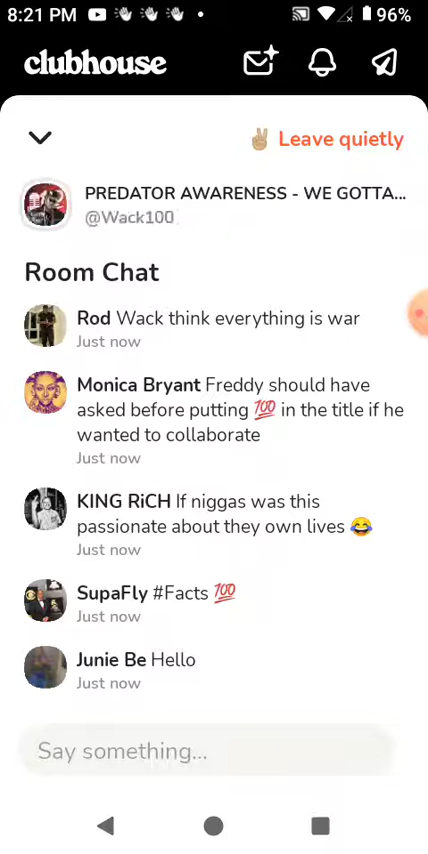 8:21 PM 96%
clubhouse
✌🏽 Leave quietly
PREDATOR AWARENESS - WE GOTTA...
@Wack100
Room Chat
Rod Wack think everything is war
Just now
Monica Bryant Freddy should have
asked before putting 💯 in the title if he
wanted to collaborate
Just now
KING RiCH If niggas was this
passionate about they own lives 😂
Just now
SupaFly #Facts 💯
Just now
Junie Be Hello
Just now
Say something...